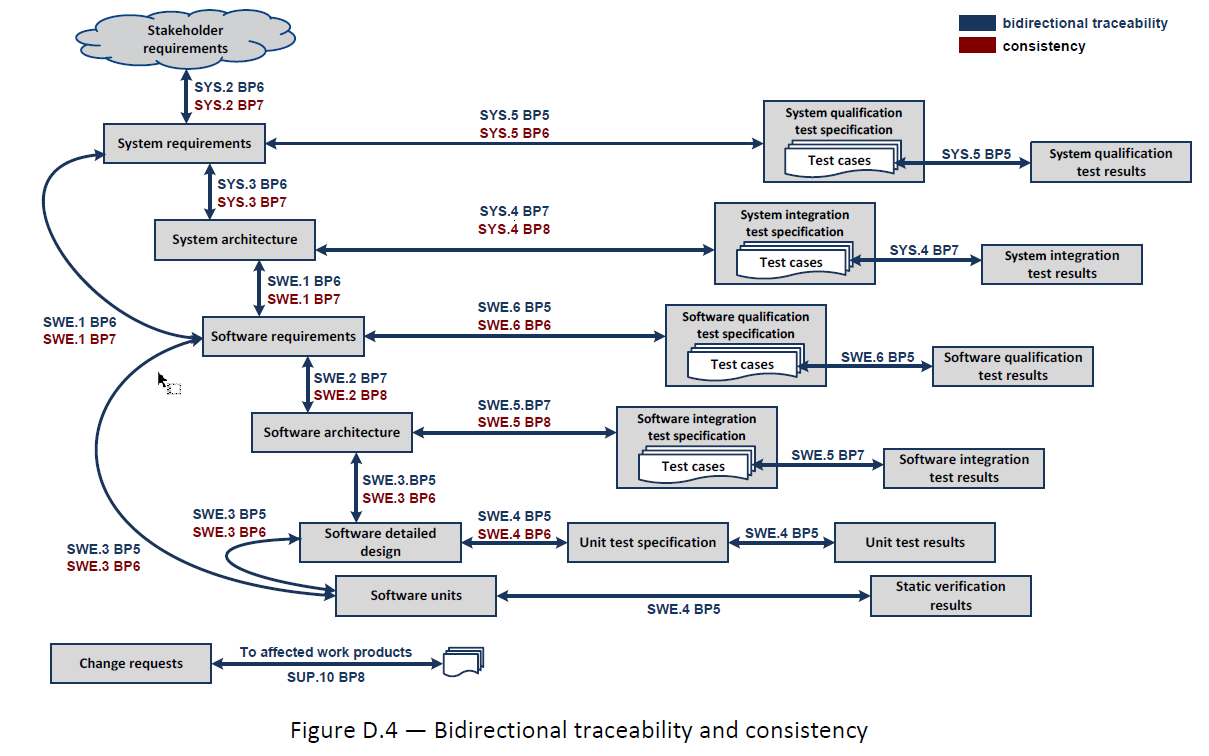 Stakeholder
requirements
bidirectional traceability
consistency
SYS.2 BP6
SYS.2 BP7
System requirements
SYS.5 BP5
SYS.5 BP6
System qualification
test specification
Test cases
SYS.5 BP5
System qualification
test results
SYS.3 BP6
SYS.3 BP7
System architecture
SYS.4 BP7
SYS.4 BP8
System integration
test specification
Test cases
SYS.4 BP7
System integration
test results
SWE.1 BP6
SWE.1 BP7
SWE.1 BP6
SWE.1 BP7
Software requirements
SWE.6 BP5
SWE.6 BP6
Software qualification
test specification
Test cases
SWE.6 BP5
Software qualification
test results
SWE.2 BP7
SWE.2 BP8
Software architecture
SWE.5.BP7
SWE.5 BP8
Software integration
test specification
Test cases
SWE.5 BP7
Software integration
test results
SWE.3.BP5
SWE.3 BP6
SWE.3 BP5
SWE.3 BP6
Software detailed
design
SWE.4 BP5
SWE.4 BP6
Unit test specification
SWE.4 BP5
Unit test results
SWE.3 BP5
SWE.3 BP6
Software units
SWE.4 BP5
Static verification
results
Change requests
To affected work products
SUP.10 BP8
Figure D.4 — Bidirectional traceability and consistency